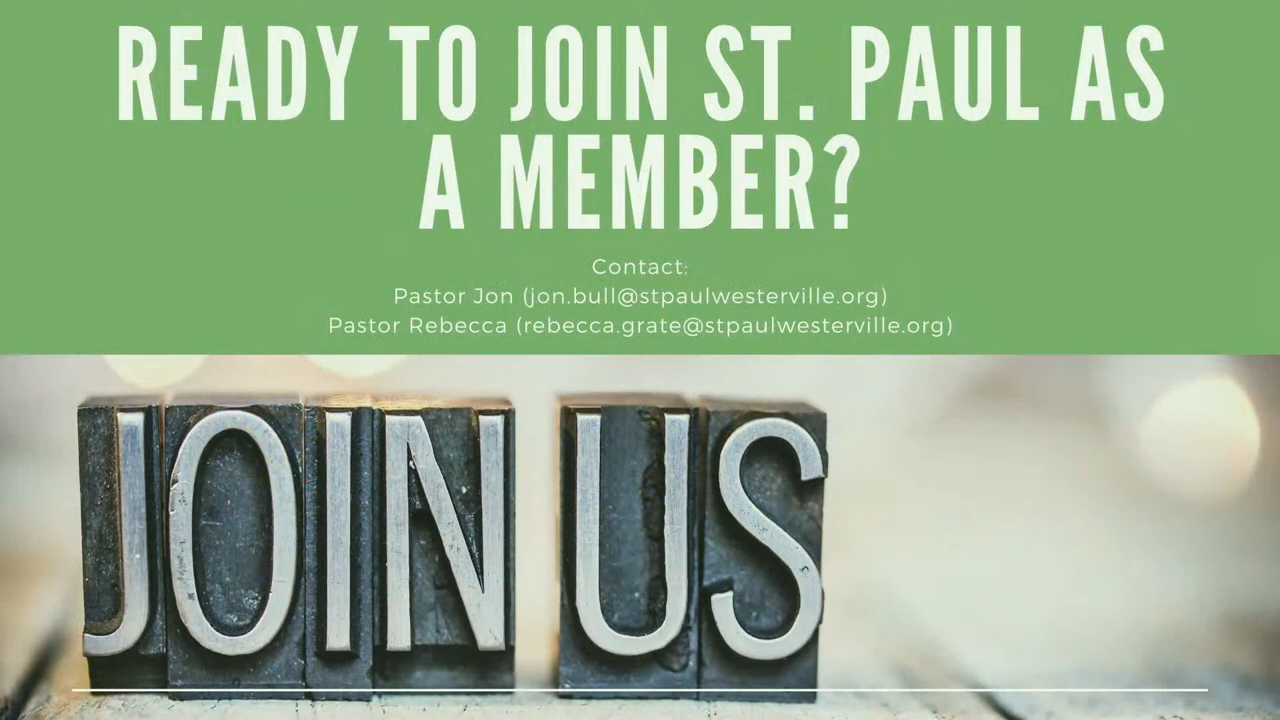 READY TO JOIN ST. PAUL AS
A MEMBER?
Contact:
Pastor Jon (jon.bull@stpaulwesterville.org)
Pastor Rebecca (rebecca.grate@stpaulwesterville.org)
JOIN US